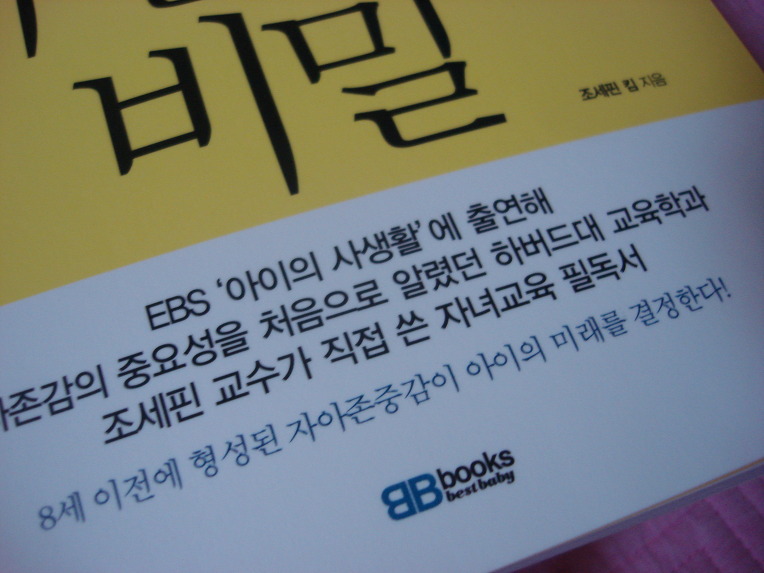 비밀
조세핀 킴 지음
EBS '아이의 사생활'에 출연해
자존감의 중요성을 처음으로 알렸던 하버드대 교육학과
조세핀 교수가 직접 쓴 자녀교육 필독서
8세 이전에 형성된 자아존중감이 아이의 미래를 결정한다!
BB books
bestbaby